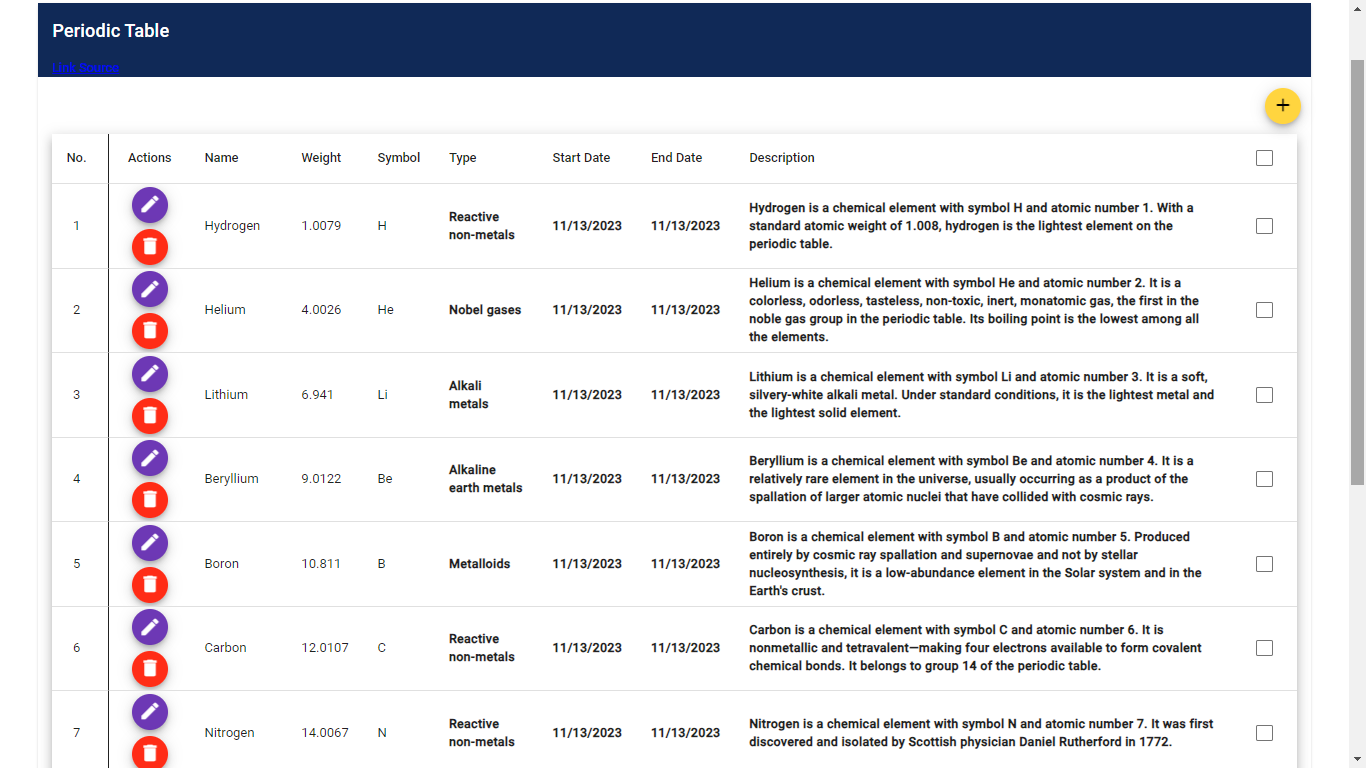 Periodic Table
Link Source
+
No. Actions Name Weight Symbol Type Start Date End Date Description
1 Hydrogen 1.0079 H Reactive non-metals 11/13/2023 11/13/2023 Hydrogen is a chemical element with symbol H and atomic number 1. With a
standard atomic weight of 1.008, hydrogen is the lightest element on the
periodic table.
2 Helium 4.0026 He Nobel gases 11/13/2023 11/13/2023 Helium is a chemical element with symbol He and atomic number 2. It is a
colorless, odorless, tasteless, non-toxic, inert, monatomic gas, the first in the
noble gas group in the periodic table. Its boiling point is the lowest among all
the elements.
3 Lithium 6.941 Li Alkali metals 11/13/2023 11/13/2023 Lithium is a chemical element with symbol Li and atomic number 3. It is a soft,
silvery-white alkali metal. Under standard conditions, it is the lightest metal and
the lightest solid element.
4 Beryllium 9.0122 Be Alkaline earth metals 11/13/2023 11/13/2023 Beryllium is a chemical element with symbol Be and atomic number 4. It is a
relatively rare element in the universe, usually occurring as a product of the
spallation of larger atomic nuclei that have collided with cosmic rays.
5 Boron 10.811 B Metalloids 11/13/2023 11/13/2023 Boron is a chemical element with symbol B and atomic number 5. Produced
entirely by cosmic ray spallation and supernovae and not by stellar
nucleosynthesis, it is a low-abundance element in the Solar system and in the
Earth's crust.
6 Carbon 12.0107 C Reactive non-metals 11/13/2023 11/13/2023 Carbon is a chemical element with symbol C and atomic number 6. It is
nonmetallic and tetravalent—making four electrons available to form covalent
chemical bonds. It belongs to group 14 of the periodic table.
7 Nitrogen 14.0067 N Reactive non-metals 11/13/2023 11/13/2023 Nitrogen is a chemical element with symbol N and atomic number 7. It was first
discovered and isolated by Scottish physician Daniel Rutherford in 1772.